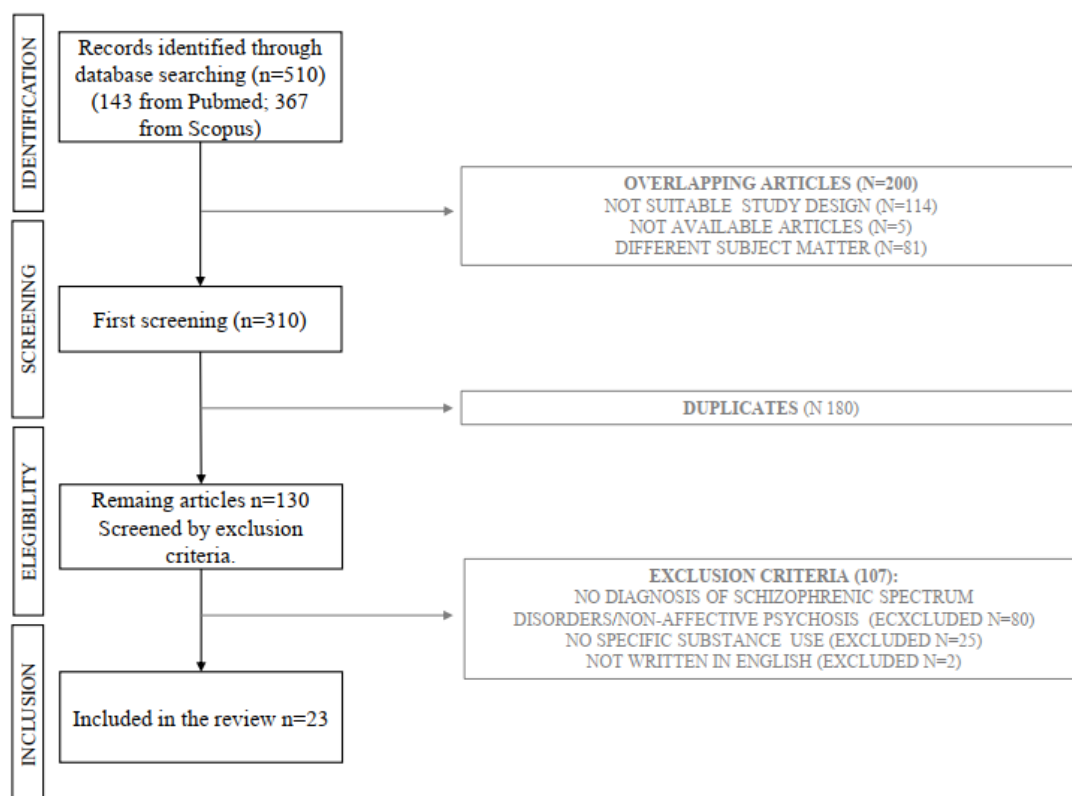 IDENTIFICATION
Records identified through
database searching (n=510)
(143 from Pubmed; 367
from Scopus)
OVERLAPPING ARTICLES (N=200)
NOT SUITABLE STUDY DESIGN (N=114)
NOT AVAILABLE ARTICLES (N=5)
DIFFERENT SUBJECT MATTER (N=81)
SCREENING
First screening (n=310)
DUPLICATES (N 180)
ELEGIBILITY
Remaing articles n=130
Screened by exclusion
criteria.
EXCLUSION CRITERIA (107):
NO DIAGNOSIS OF SCHIZOPHRENIC SPECTRUM
DISORDERS/NON-AFFECTIVE PSYCHOSIS (ECXCLUDED N=80)
NO SPECIFIC SUBSTANCE USE (EXCLUDED N=25)
NOT WRITTEN IN ENGLISH (EXCLUDED N=2)
INCLUSION
Included in the review n=23